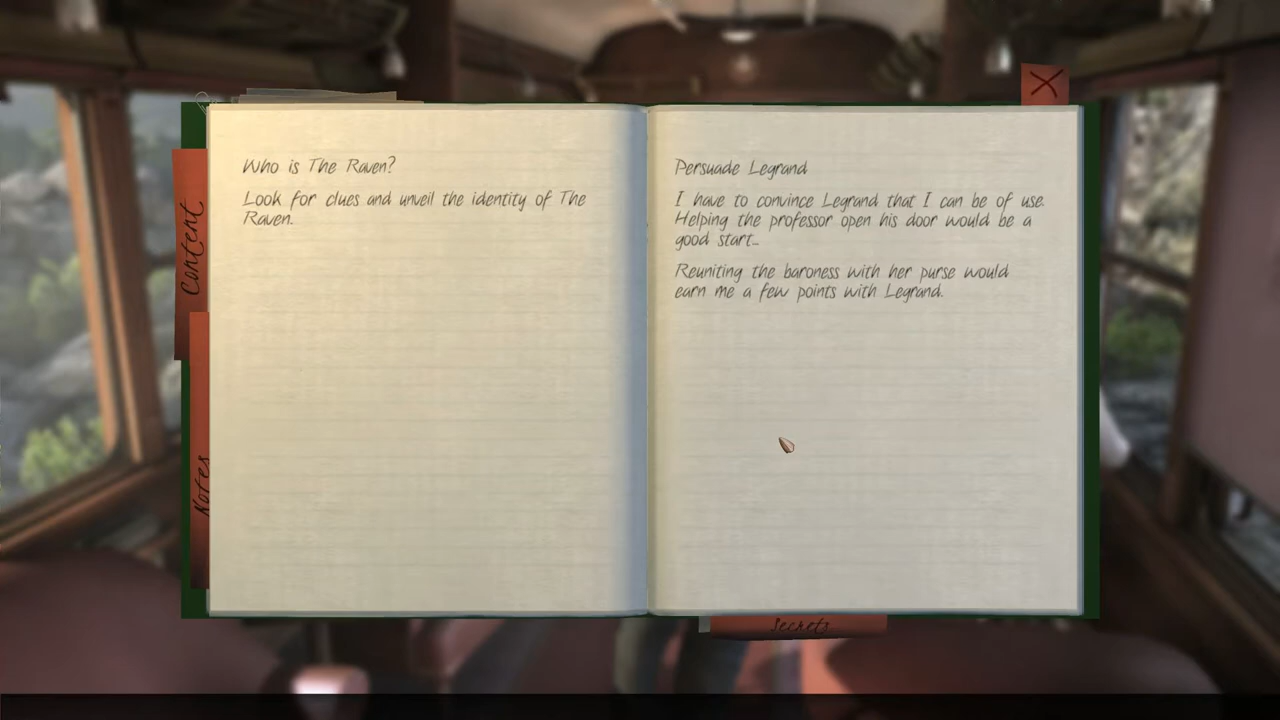 Who is The Raven?
Look for clues and unveil the identity of The
Raven.
Persuade Legrand
I have to convince Legrand that I can be of use.
Helping the professor open his door would be a
good start...
Reuniting the baroness with her purse would
earn me a few points with Legrand.
Content
Notes
Secrets